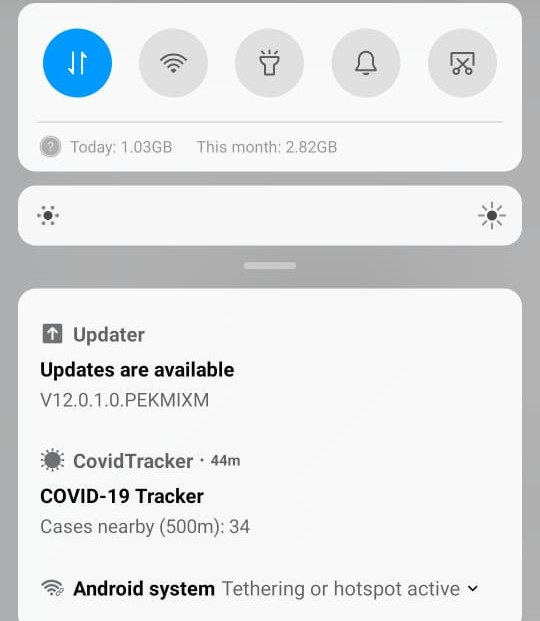 Today: 1.03GB This month: 2.82GB
Updater
Updates are available
V12.0.1.0.PEKMIXM
CovidTracker · 44m
COVID-19 Tracker
Cases nearby (500m): 34
Android system Tethering or hotspot active